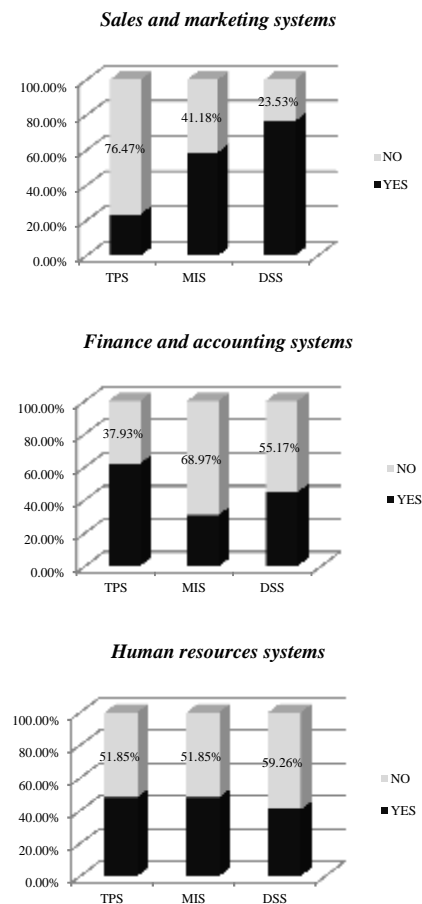 Sales and marketing systems
100.00%
80.00%
60.00%
40.00%
20.00%
0.00%
76.47%
41.18%
23.53%
TPS MIS DSS
NO
YES
Finance and accounting systems
100.00%
80.00%
60.00%
40.00%
20.00%
0.00%
37.93%
68.97%
55.17%
TPS MIS DSS
NO
YES
Human resources systems
100.00%
80.00%
60.00%
40.00%
20.00%
0.00%
51.85%
51.85%
59.26%
TPS MIS DSS
NO
YES